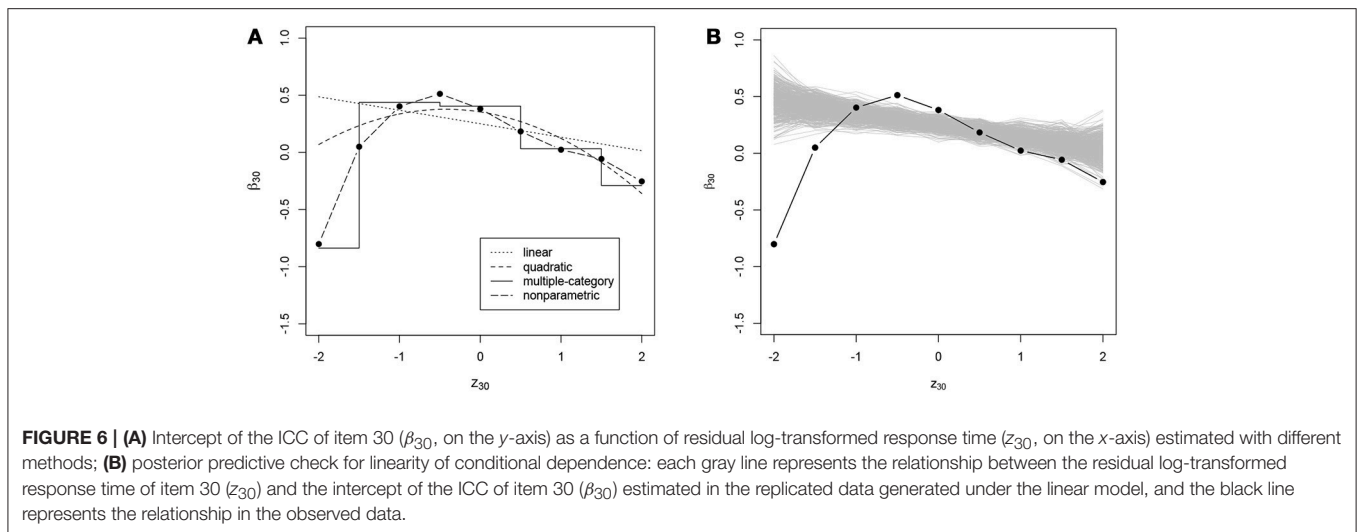 A
1.0
0.5
0.0
-0.5
-1.0
-1.5
β30
-2
-1
0
1
2
z30
linear
quadratic
multiple-category
nonparametric
B
1.0
0.5
0.0
-0.5
-1.0
-1.5
β30
-2
-1
0
1
2
z30
FIGURE 6 | (A) Intercept of the ICC of item 30 (β30, on the y-axis) as a function of residual log-transformed response time (z30, on the x-axis) estimated with different
methods; (B) posterior predictive check for linearity of conditional dependence: each gray line represents the relationship between the residual log-transformed
response time of item 30 (z30) and the intercept of the ICC of item 30 (β30) estimated in the replicated data generated under the linear model, and the black line
represents the relationship in the observed data.